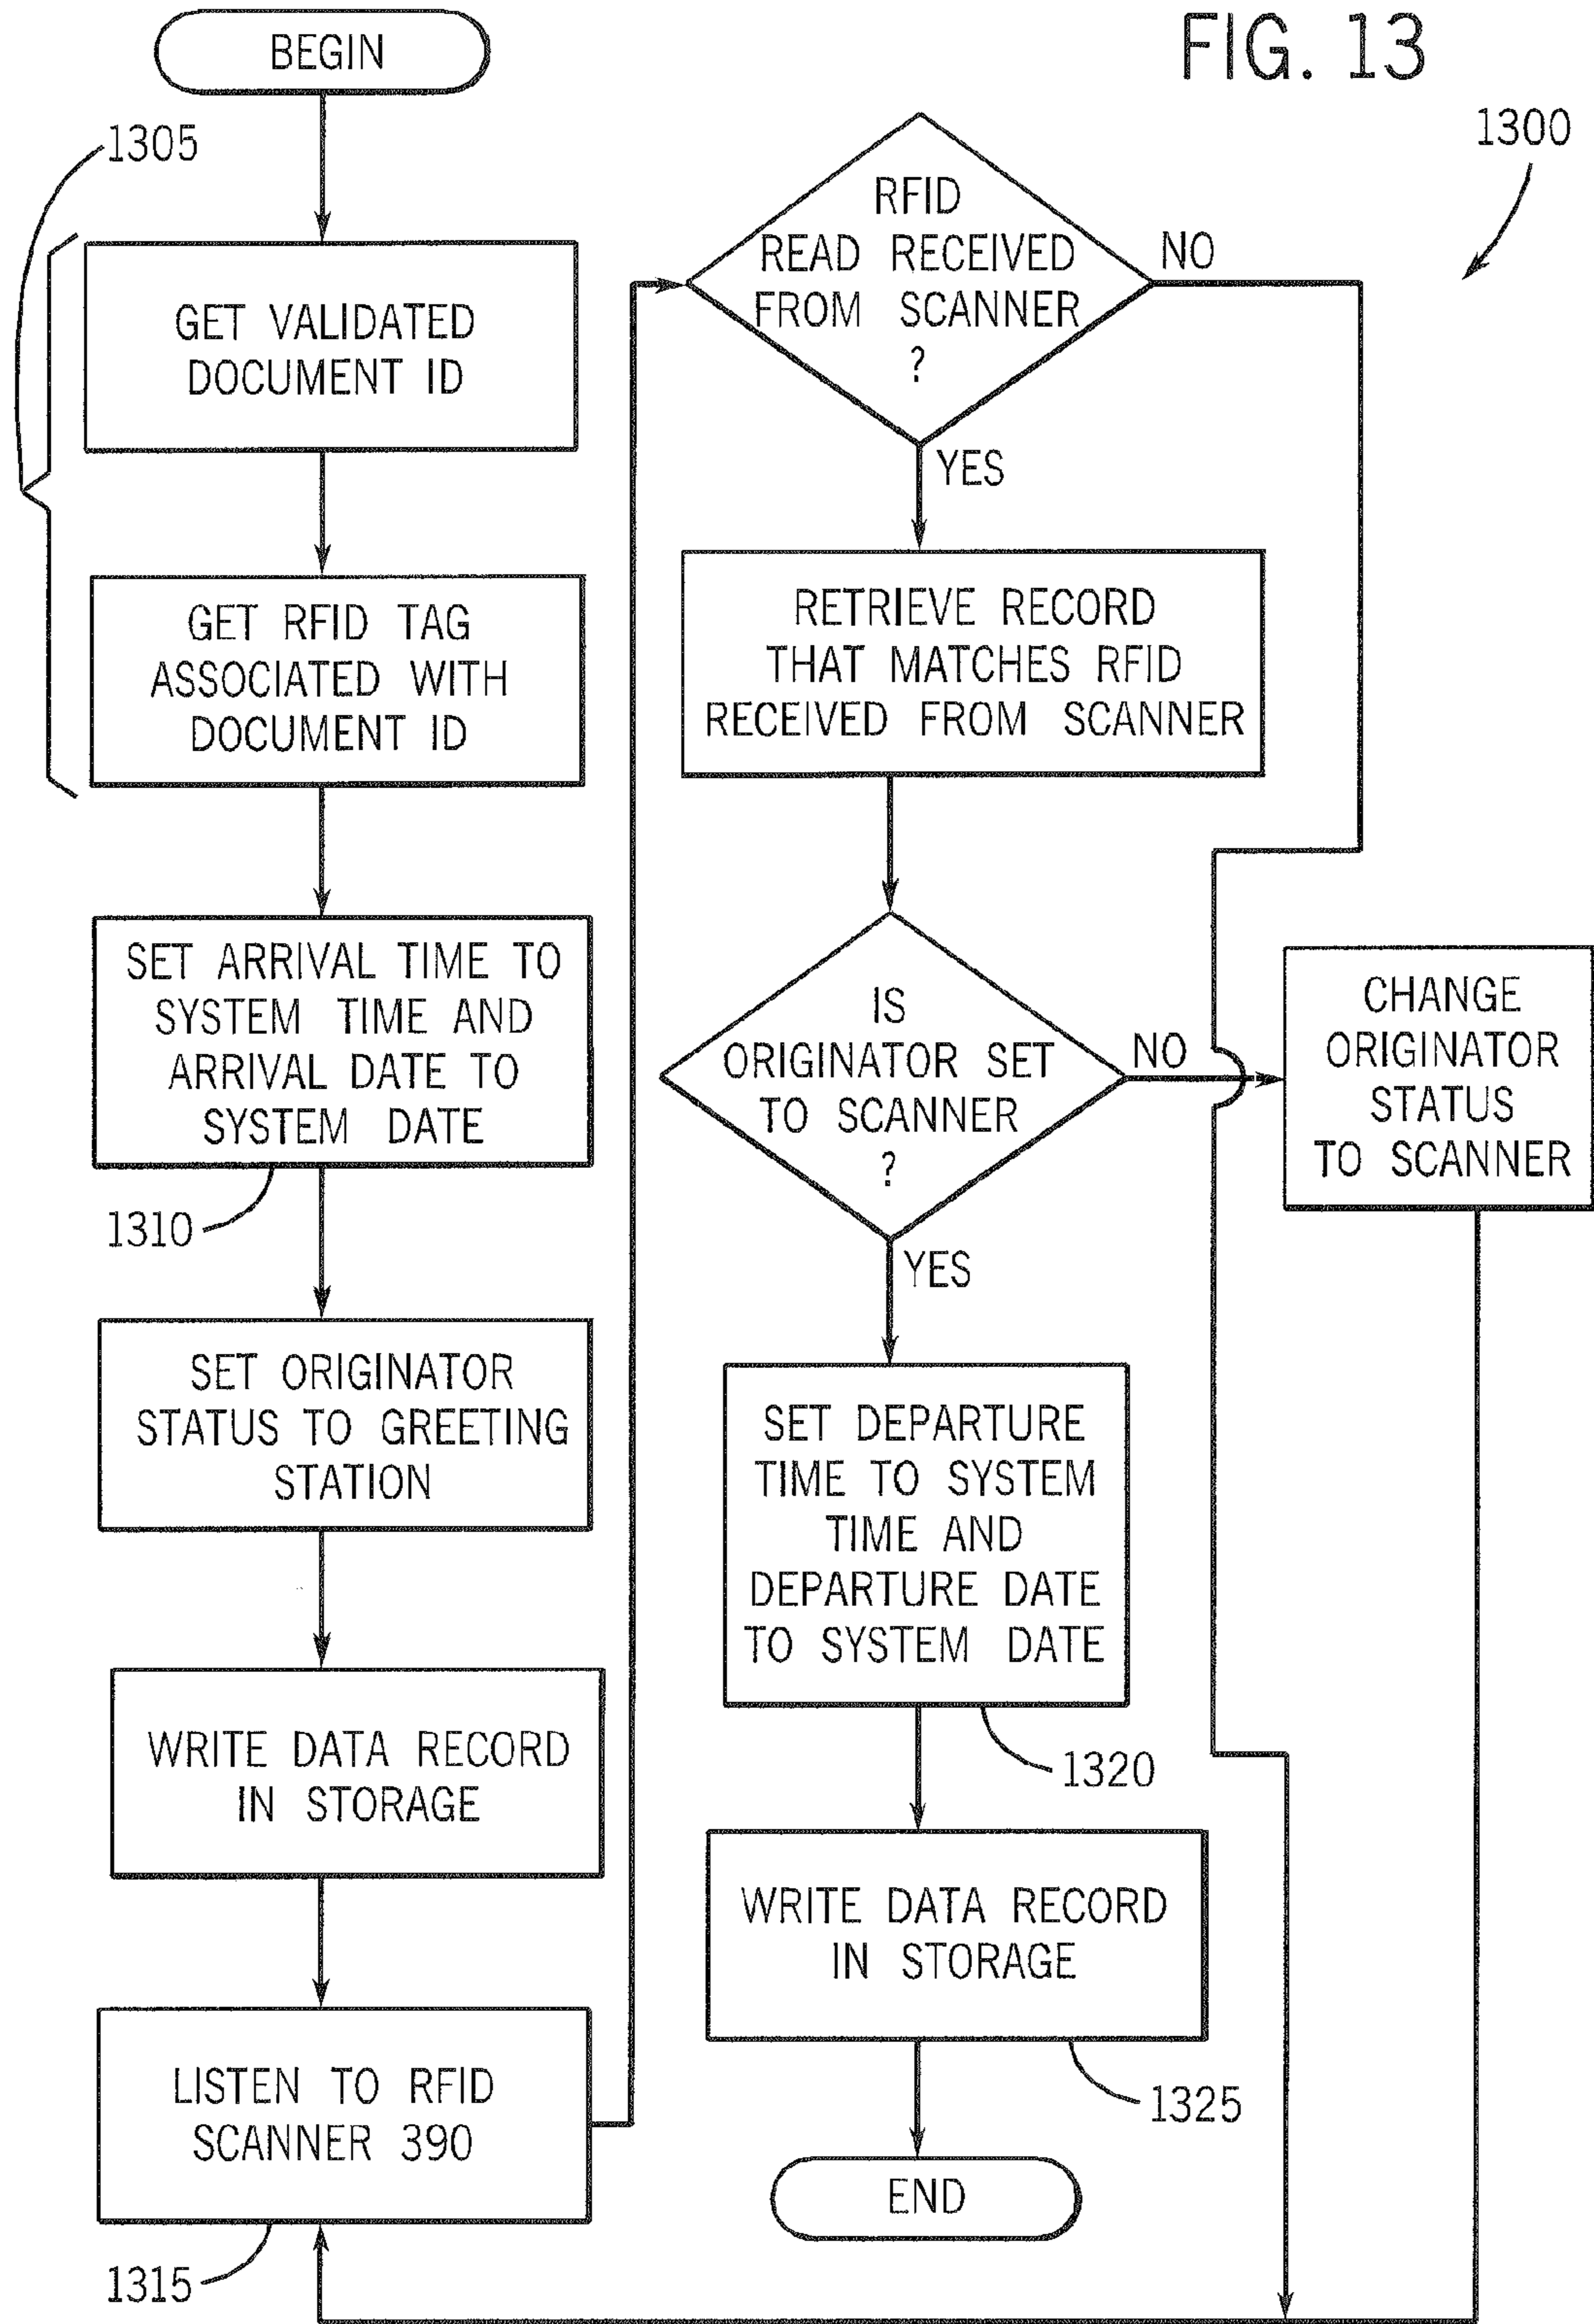 FIG. 13
1300
BEGIN
1305
GET VALIDATED
DOCUMENT ID
GET RFID TAG
ASSOCIATED WITH
DOCUMENT ID
SET ARRIVAL TIME TO
SYSTEM TIME AND
ARRIVAL DATE TO
SYSTEM DATE
1310
SET ORIGINATOR
STATUS TO GREETING
STATION
WRITE DATA RECORD
IN STORAGE
LISTEN TO RFID
SCANNER 390
1315
RFID
READ RECEIVED
FROM SCANNER
?
NO
YES
RETRIEVE RECORD
THAT MATCHES RFID
RECEIVED FROM SCANNER
IS
ORIGINATOR SET
TO SCANNER
?
NO
CHANGE
ORIGINATOR
STATUS
TO SCANNER
YES
SET DEPARTURE
TIME TO SYSTEM
TIME AND
DEPARTURE DATE
TO SYSTEM DATE
1320
WRITE DATA RECORD
IN STORAGE
1325
END